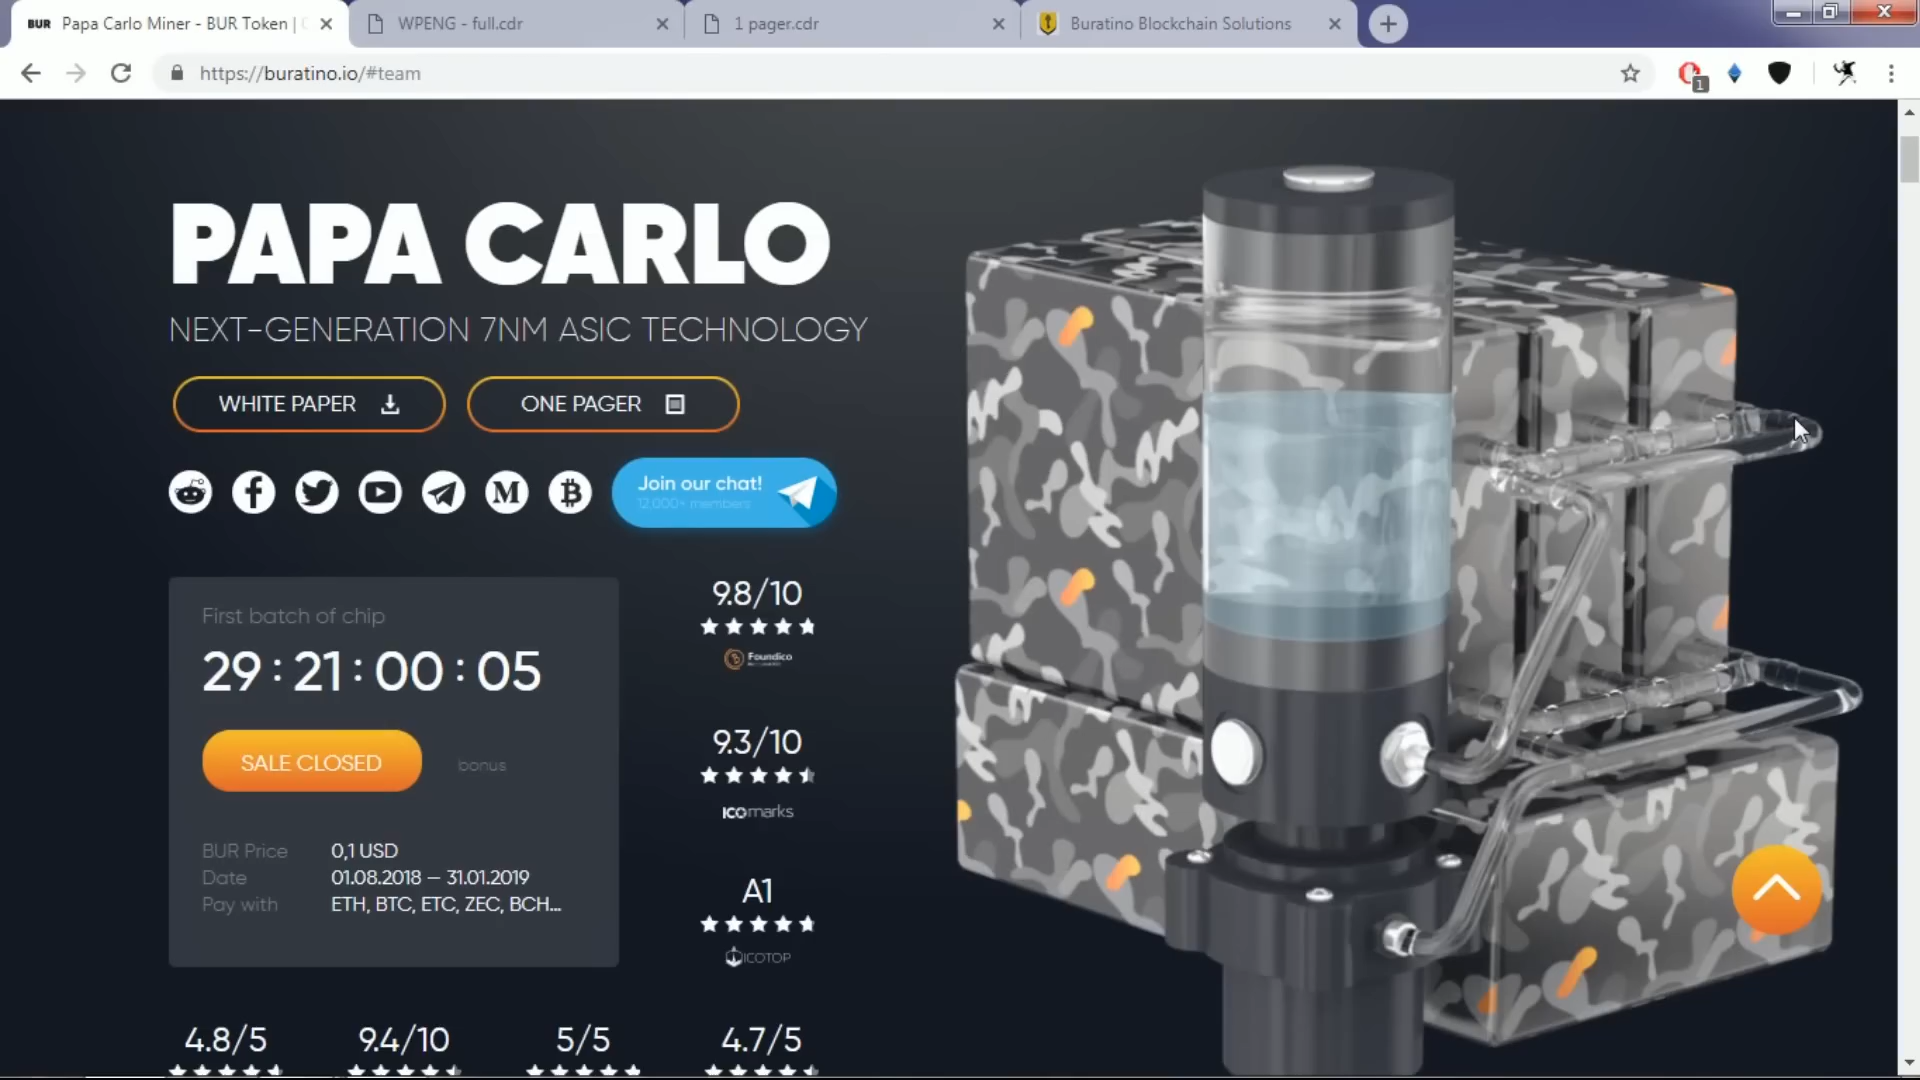 BUR Papa Carlo Miner - BUR Token |
WPENG - full.cdr
1 pager.cdr
Buratino Blockchain Solutions
https://buratino.io/#team
1
PAPA CARLO
NEXT-GENERATION 7NM ASIC TECHNOLOGY
WHITE PAPER
ONE PAGER
Join our chat!
12,000+ members
First batch of chip
29 : 21 : 00 : 05
SALE CLOSED
bonus
BUR Price 0,1 USD
Date 01.08.2018 — 31.01.2019
Pay with ETH, BTC, ETC, ZEC, BCH...
9.8/10
Foundico
9.3/10
ICOmarks
A1
ICOTOP
4.8/5
9.4/10
5/5
4.7/5